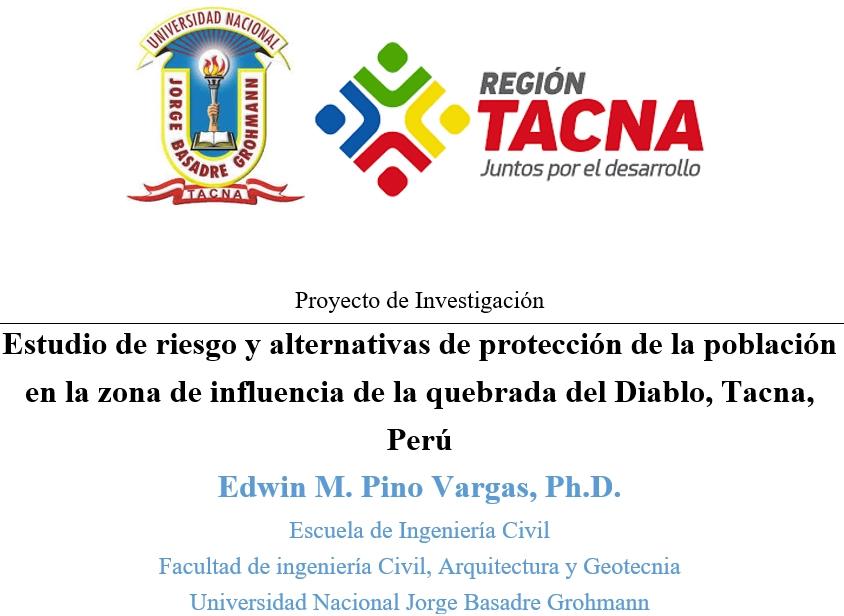 UNIVERSIDAD NACIONAL
JORGE BASADRE GROHMANN
TACNA
REGIÓN
TACNA
Juntos por el desarrollo
Proyecto de Investigación
Estudio de riesgo y alternativas de protección de la población
en la zona de influencia de la quebrada del Diablo, Tacna,
Perú
Edwin M. Pino Vargas, Ph.D.
Escuela de Ingeniería Civil
Facultad de ingeniería Civil, Arquitectura y Geotecnia
Universidad Nacional Jorge Basadre Grohmann